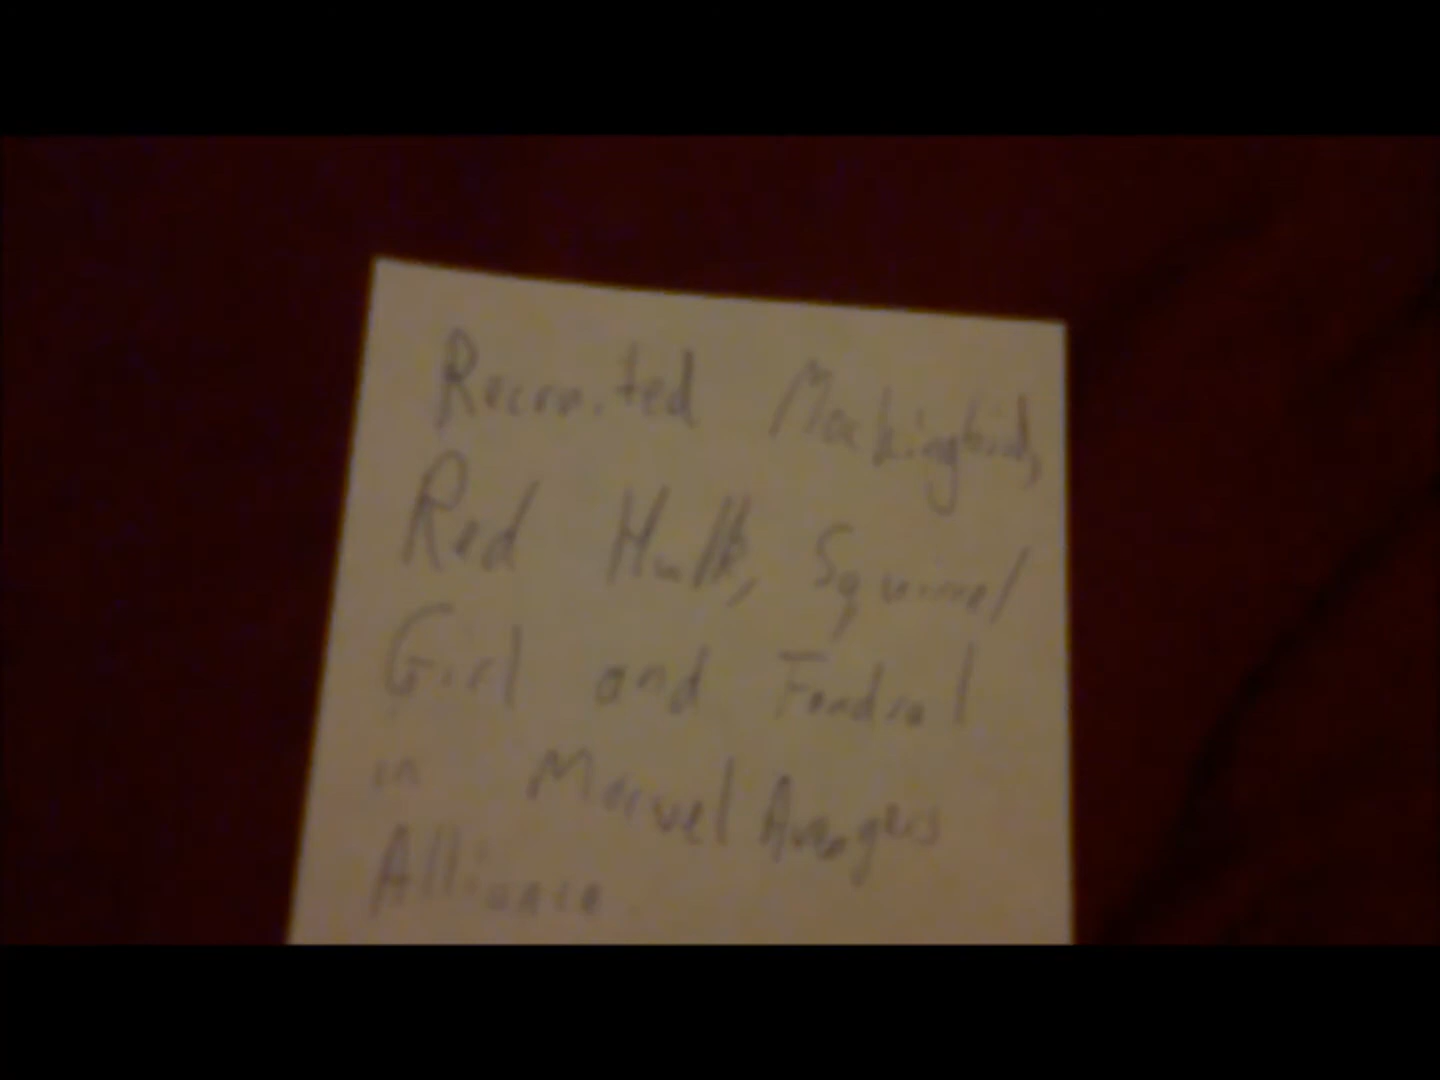 Recruited Mockingbird,
Red Hulk, Squirrel
Girl and Fandral
in Marvel Avengers
Alliance.